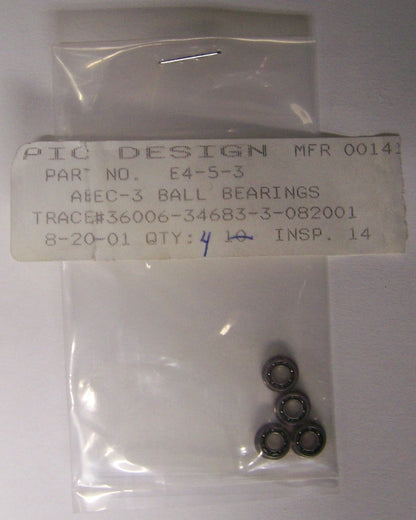 PIC DESIGN MFR 00141
PART NO. E4-5-3
ABEC-3 BALL BEARINGS
TRACE#36006-34683-3-082001
8-20-01 QTY: 4 10 INSP. 14